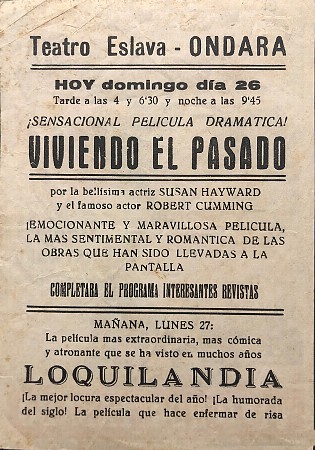 Teatro Eslava - ONDARA
HOY domingo día 26
Tarde a las 4 y 6'30 y noche a las 9'45
¡SENSACIONAL PELICULA DRAMATICA!
VIVIENDO EL PASADO
por la bellísima actriz SUSAN HAYWARD
y el famoso actor ROBERT CUMMING
¡EMOCIONANTE Y MARAVILLOSA PELICULA,
LA MAS SENTIMENTAL Y ROMANTICA DE LAS
OBRAS QUE HAN SIDO LLEVADAS A LA
PANTALLA
COMPLETARA EL PROGRAMA INTERESANTES REVISTAS
MAÑANA, LUNES 27:
La película mas extraordinaria, mas cómica
y atronante que se ha visto en muchos años
LOQUILANDIA
¡La mejor locura espectacular del año! ¡La humorada
del siglo! La película que hace enfermar de risa